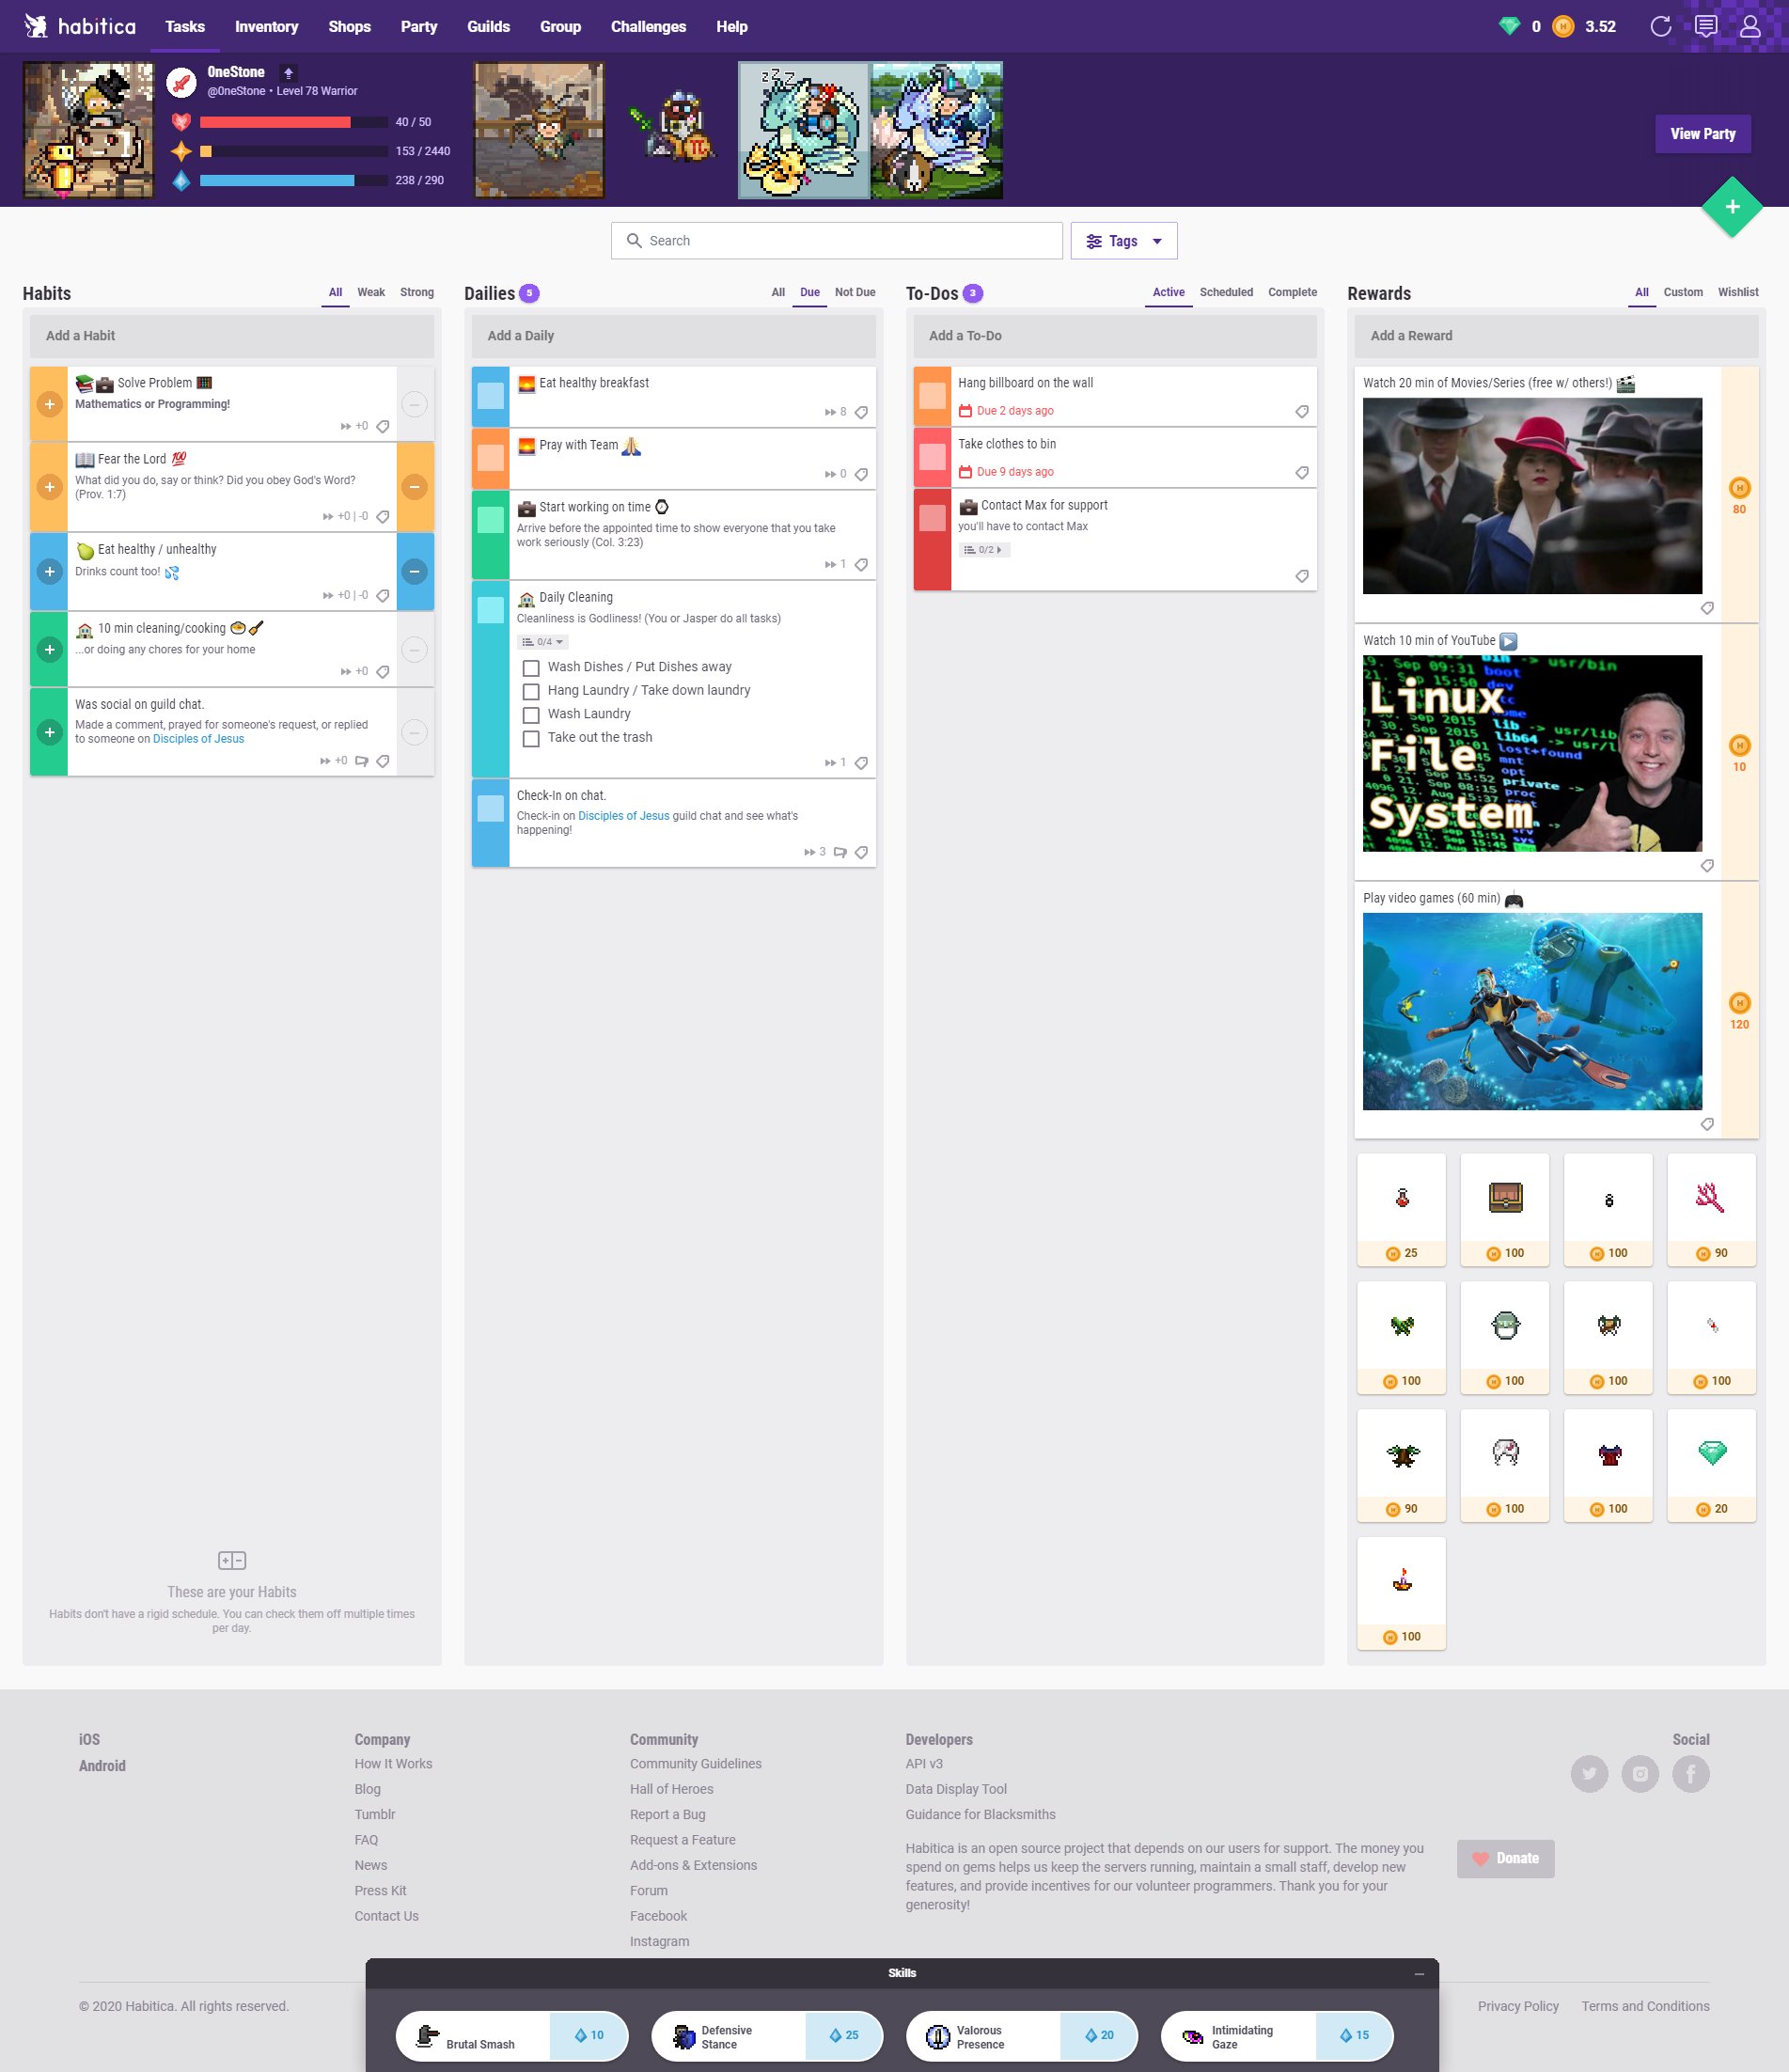 habitica Tasks Inventory Shops Party Guilds Group Challenges Help 0 3.52
0neStone
@0neStone • Level 78 Warrior
40 / 50
153 / 2440
238 / 290
View Party
Search
Tags
Habits
All Weak Strong
Add a Habit
Solve Problem
Mathematics or Programming!
+0
Fear the Lord
What did you do, say or think? Did you obey God's Word?
(Prov. 1:7)
+0 | -0
Eat healthy / unhealthy
Drinks count too!
+0 | -0
10 min cleaning/cooking
...or doing any chores for your home
+0
Was social on guild chat.
Made a comment, prayed for someone's request, or replied
to someone on Disciples of Jesus
+0
These are your Habits
Habits don't have a rigid schedule. You can check them off multiple times
per day.
Dailies 5
All Due Not Due
Add a Daily
Eat healthy breakfast
8
Pray with Team
0
Start working on time
Arrive before the appointed time to show everyone that you take
work seriously (Col. 3:23)
1
Daily Cleaning
Cleanliness is Godliness! (You or Jasper do all tasks)
0/4
Wash Dishes / Put Dishes away
Hang Laundry / Take down laundry
Wash Laundry
Take out the trash
1
Check-In on chat.
Check-in on Disciples of Jesus guild chat and see what's
happening!
3
To-Dos 3
Active Scheduled Complete
Add a To-Do
Hang billboard on the wall
Due 2 days ago
Take clothes to bin
Due 9 days ago
Contact Max for support
you'll have to contact Max
0/2
Rewards
All Custom Wishlist
Add a Reward
Watch 20 min of Movies/Series (free w/ others!)
80
Watch 10 min of YouTube
Linux
File
System
10
Play video games (60 min)
120
25 100 100 90
100 100 100 100
90 100 100 20
100
iOS
Android
Company
How It Works
Blog
Tumblr
FAQ
News
Press Kit
Contact Us
Community
Community Guidelines
Hall of Heroes
Report a Bug
Request a Feature
Add-ons & Extensions
Forum
Facebook
Instagram
Developers
API v3
Data Display Tool
Guidance for Blacksmiths
Social
Habitica is an open source project that depends on our users for support. The money you
spend on gems helps us keep the servers running, maintain a small staff, develop new
features, and provide incentives for our volunteer programmers. Thank you for your
generosity!
Donate
© 2020 Habitica. All rights reserved.
Privacy Policy Terms and Conditions
Skills
Brutal Smash 10
Defensive
Stance
25
Valorous
Presence
20
Intimidating
Gaze
15